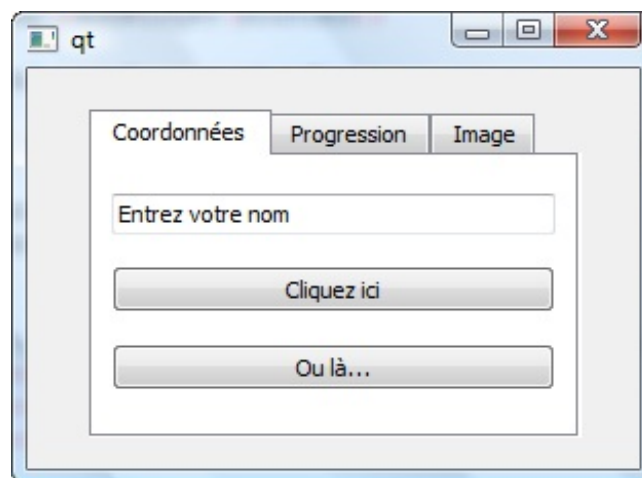 qt
Coordonnées Progression Image
Entrez votre nom
Cliquez ici
Ou là...